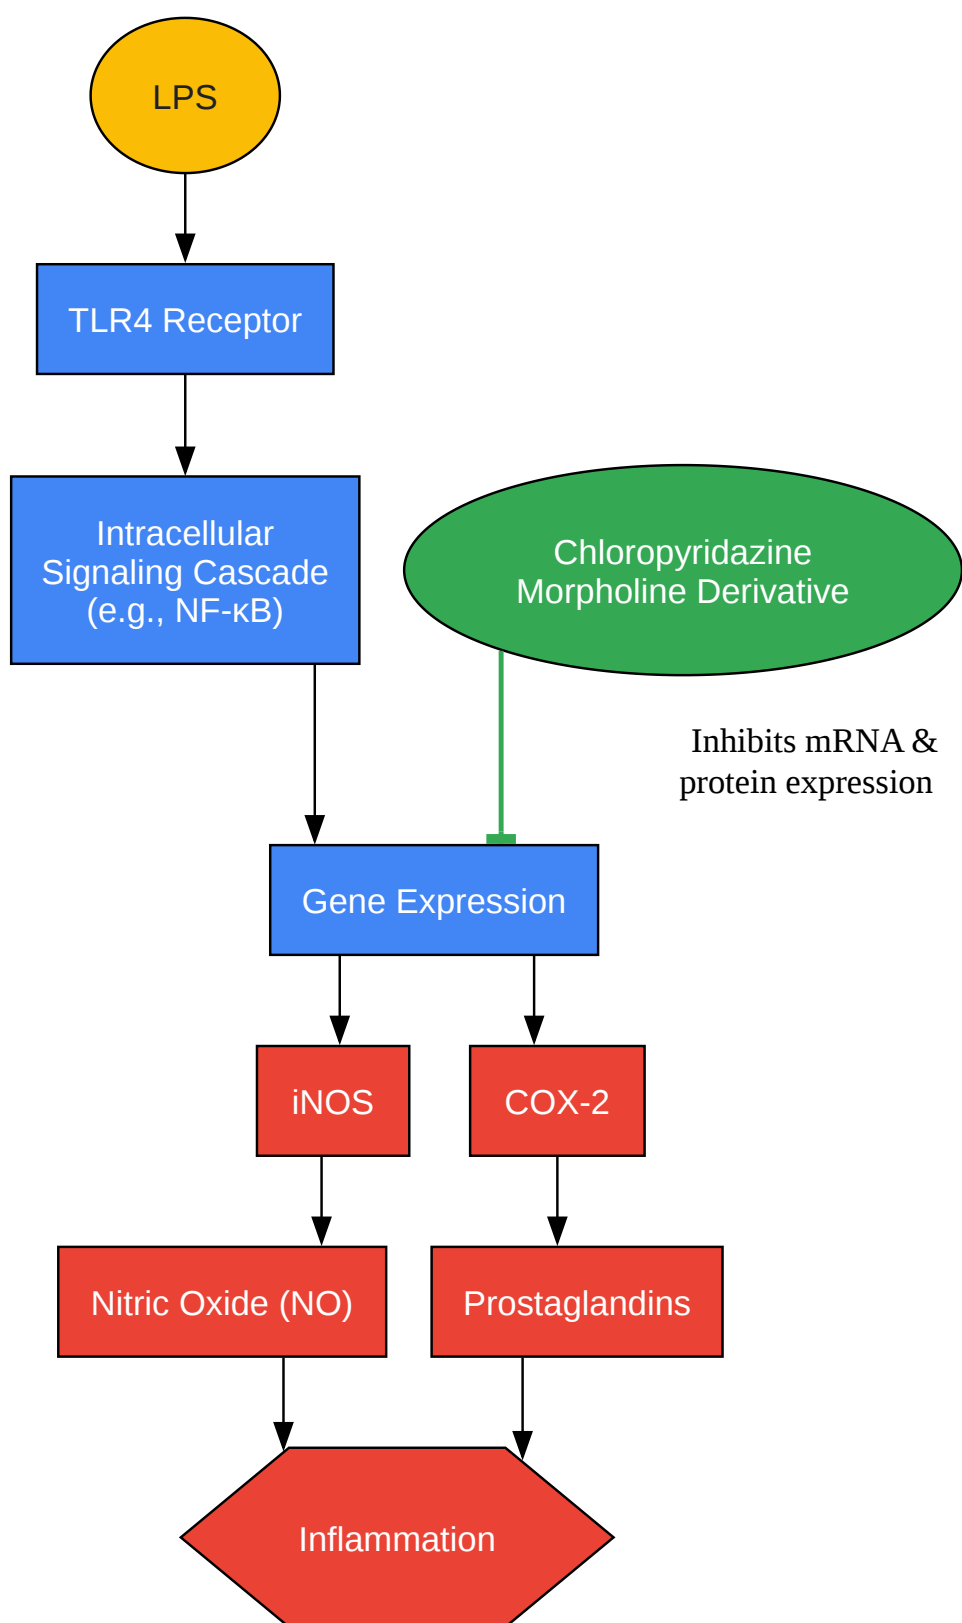 LPS
TLR4 Receptor
Intracellular
Signaling Cascade
(e.g., NF-κB)
Chloropyridazine
Morpholine Derivative
Inhibits mRNA &
protein expression
Gene Expression
iNOS
COX-2
Nitric Oxide (NO)
Prostaglandins
Inflammation